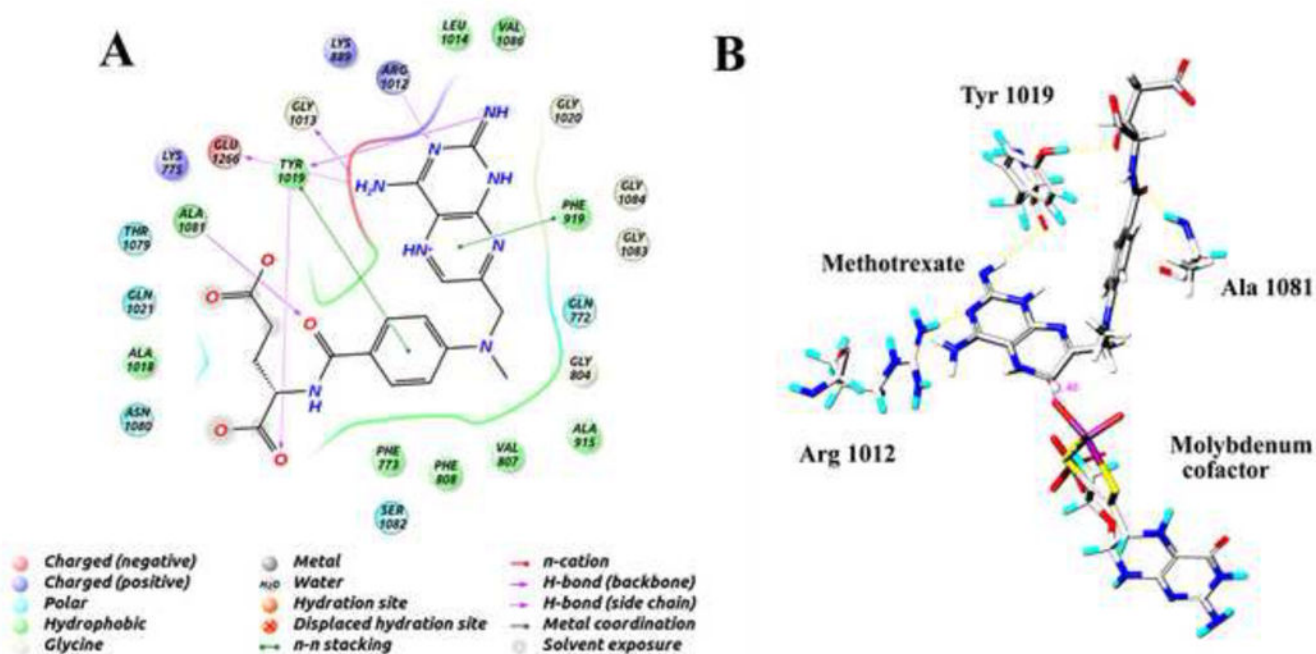 A
LYS
889
LEU
1014
VAL
1086
ARG
1012
GLY
1013
GLY
1020
LYS
775
GLU
1266
TYR
1019
ALA
1081
PHE
919
GLY
1084
GLY
1083
THR
1079
GLN
1021
ALA
1018
ASN
1080
GLN
772
GLY
804
ALA
915
VAL
807
PHE
808
PHE
773
SER
1082
NH
N
NH
H₂N
HN⁺
N
N
N
H
O
O
O
O
O
Charged (negative)
Charged (positive)
Polar
Hydrophobic
Glycine
Metal
H₂O Water
Hydration site
Displaced hydration site
π-π stacking
π-cation
H-bond (backbone)
H-bond (side chain)
Metal coordination
Solvent exposure
B
Tyr 1019
Methotrexate
Ala 1081
Arg 1012
Molybdenum
cofactor